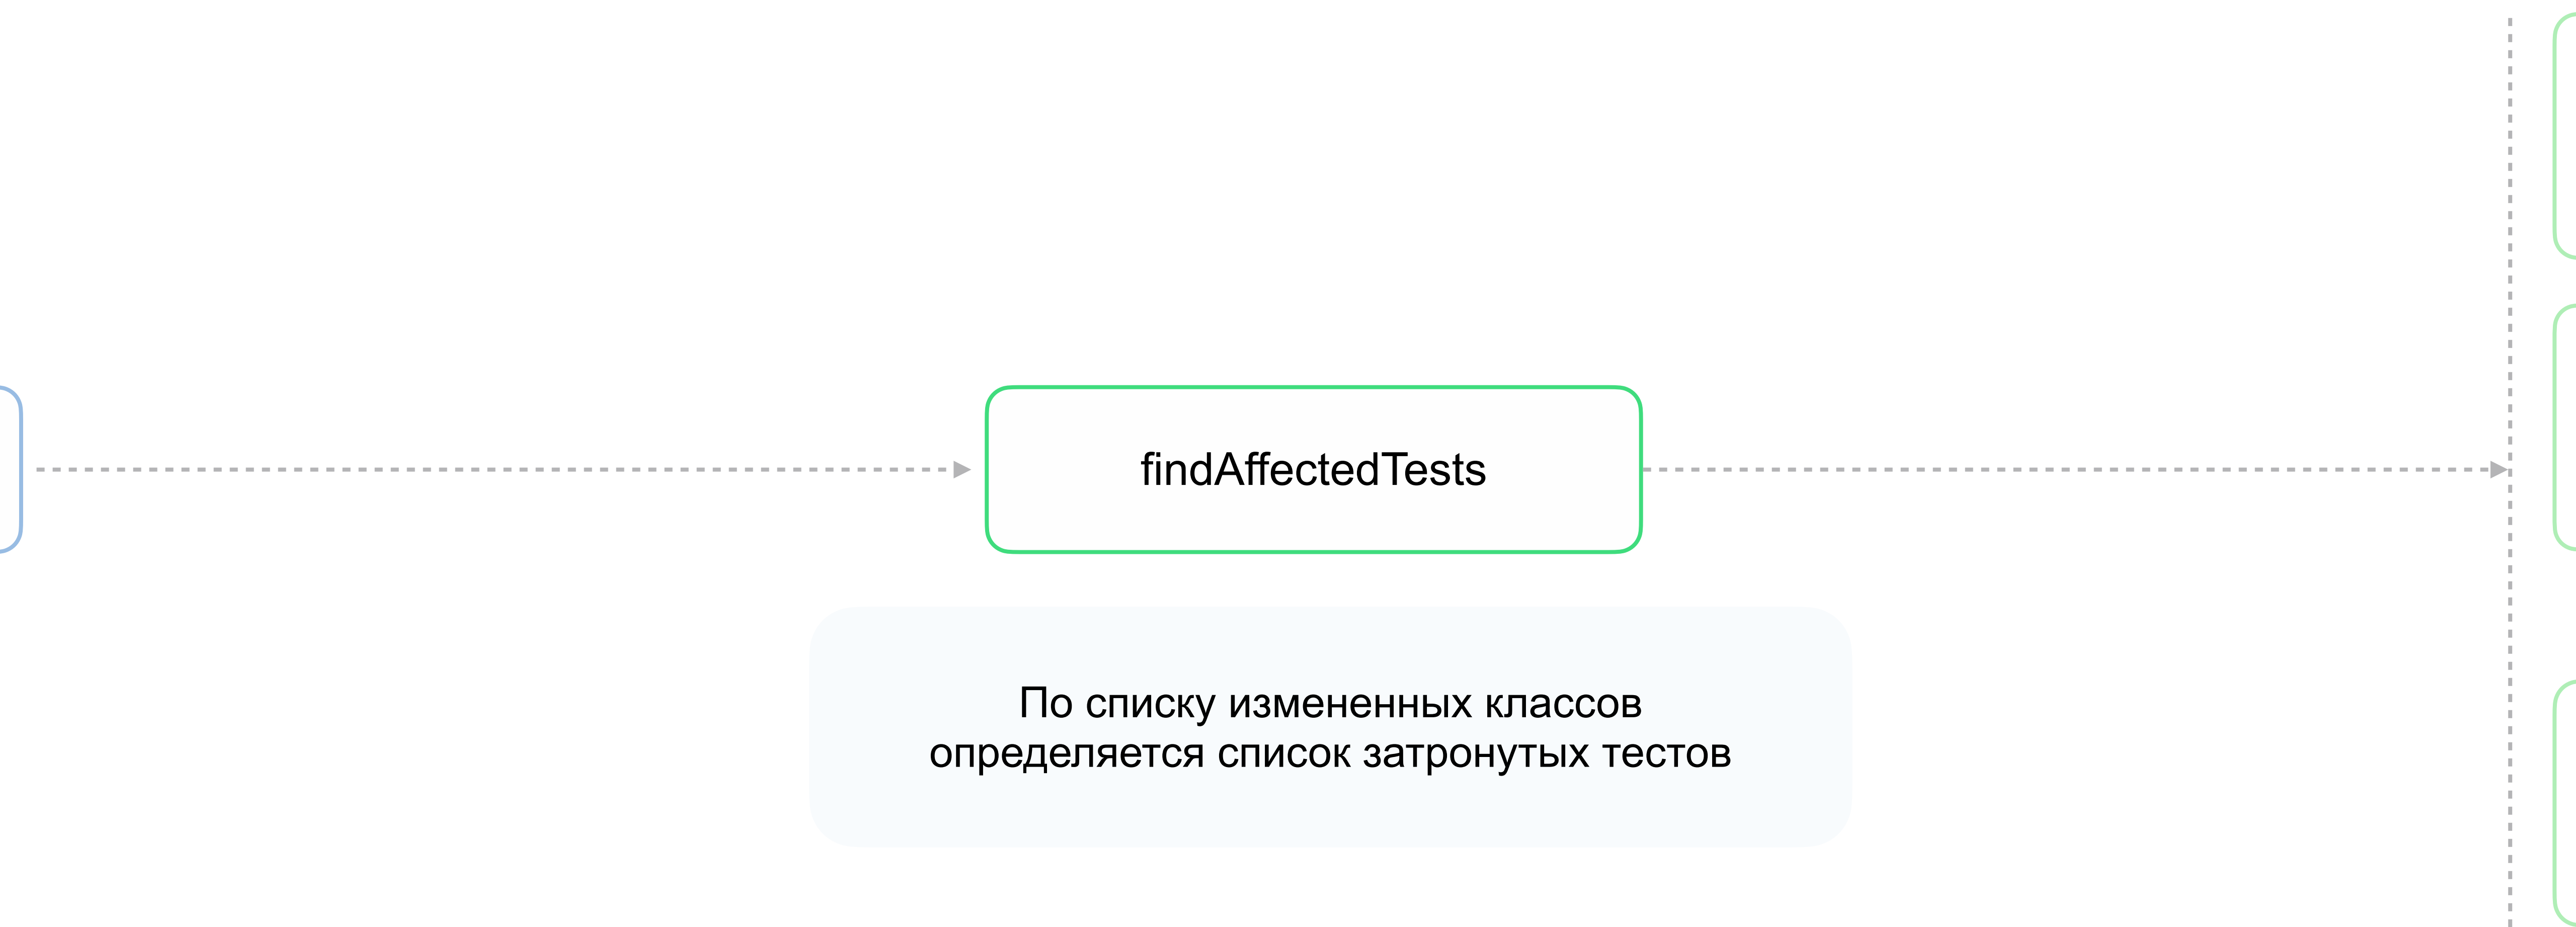 findAffectedTests
По списку измененных классов
определяется список затронутых тестов